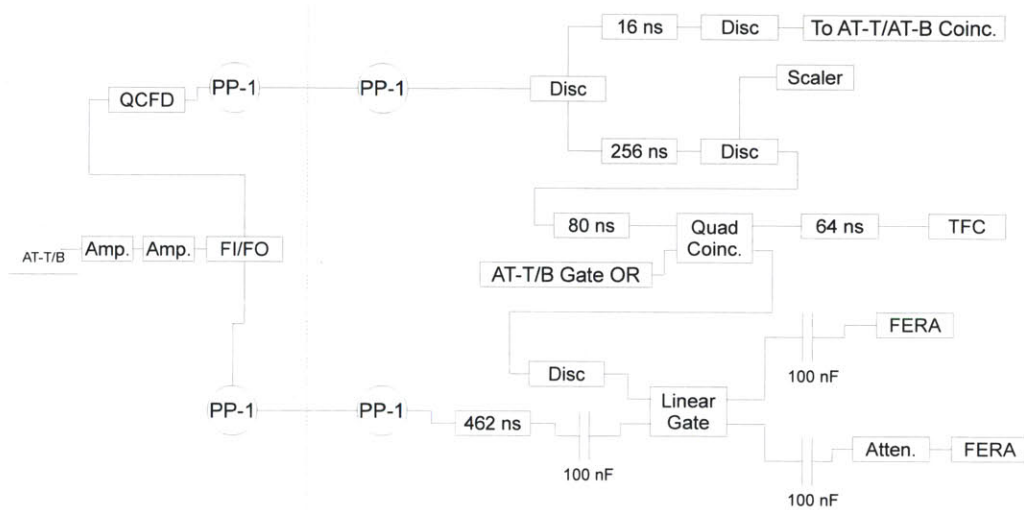 16 ns
Disc
To AT-T/AT-B Coinc.
QCFD
PP-1
PP-1
Disc
Scaler
256 ns
Disc
80 ns
Quad
Coinc.
64 ns
TFC
AT-T/B
Amp.
Amp.
FI/FO
AT-T/B Gate OR
FERA
100 nF
Disc
Linear
Gate
PP-1
PP-1
462 ns
100 nF
Atten.
FERA
100 nF